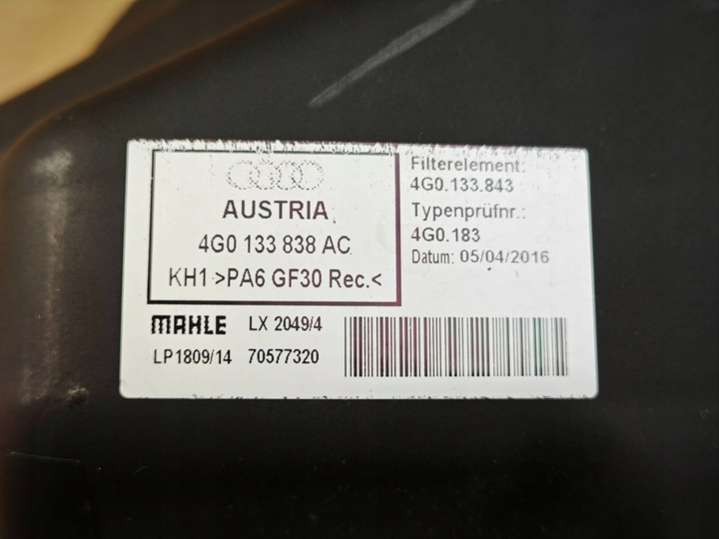 AUSTRIA
4G0 133 838 AC
KH1 >PA6 GF30 Rec.<
Filterelement:
4G0.133.843
Typenprüfnr.:
4G0.183
Datum: 05/04/2016
MAHLE LX 2049/4
LP1809/14 70577320